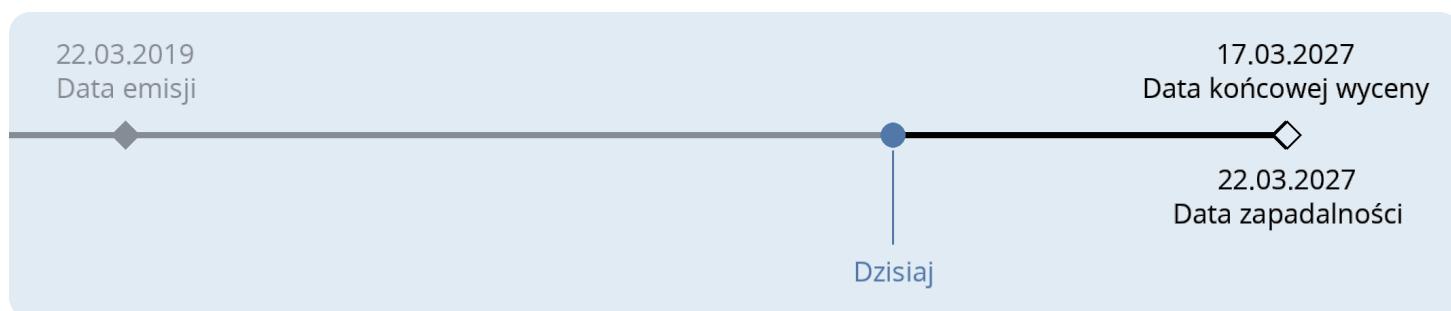 22.03.2019
Data emisji
17.03.2027
Data końcowej wyceny
22.03.2027
Data zapadalności
Dzisiaj